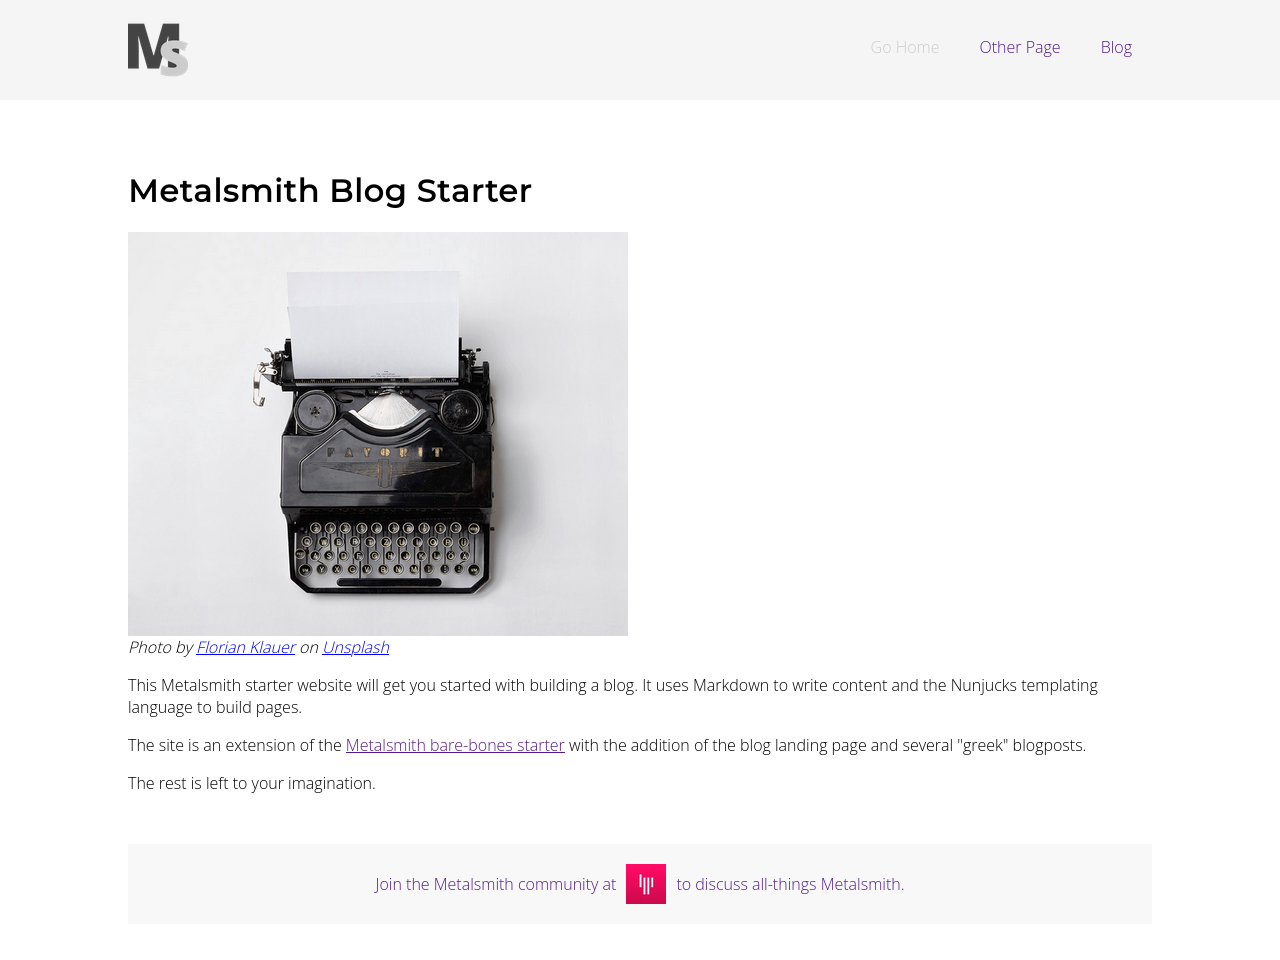 MS
Go Home Other Page Blog
Metalsmith Blog Starter
FAVORIT
Photo by Florian Klauer on Unsplash
This Metalsmith starter website will get you started with building a blog. It uses Markdown to write content and the Nunjucks templating
language to build pages.
The site is an extension of the Metalsmith bare-bones starter with the addition of the blog landing page and several "greek" blogposts.
The rest is left to your imagination.
Join the Metalsmith community at to discuss all-things Metalsmith.